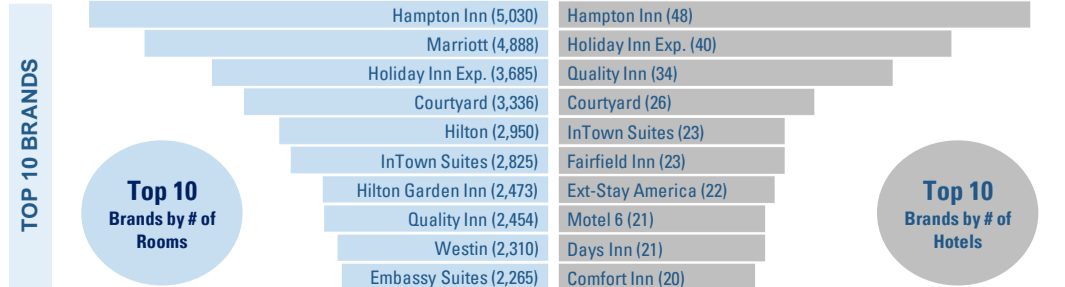 TOP 10 BRANDS
Hampton Inn (5,030)
Marriott (4,888)
Holiday Inn Exp. (3,685)
Courtyard (3,336)
Hilton (2,950)
InTown Suites (2,825)
Hilton Garden Inn (2,473)
Quality Inn (2,454)
Westin (2,310)
Embassy Suites (2,265)
Top 10
Brands by # of
Rooms
Hampton Inn (48)
Holiday Inn Exp. (40)
Quality Inn (34)
Courtyard (26)
InTown Suites (23)
Fairfield Inn (23)
Ext-Stay America (22)
Motel 6 (21)
Days Inn (21)
Comfort Inn (20)
Top 10
Brands by # of
Hotels